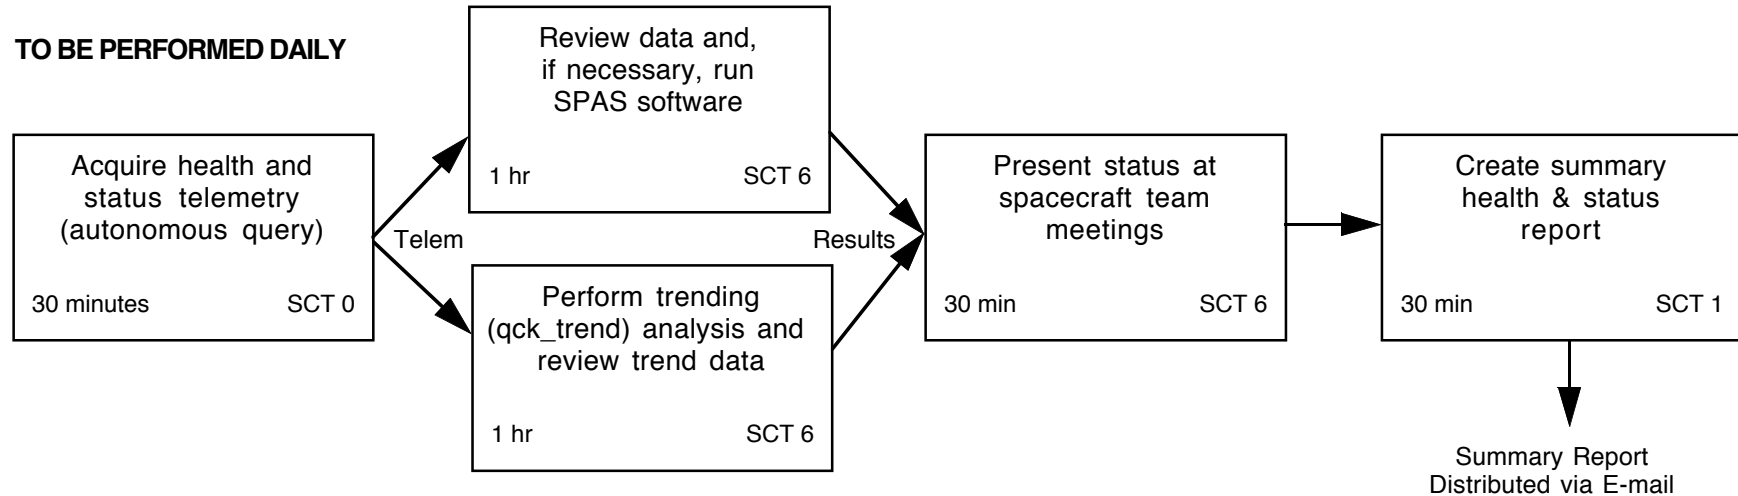 TO BE PERFORMED DAILY
Acquire health and
status telemetry
(autonomous query)
30 minutes SCT 0
Telem
Review data and,
if necessary, run
SPAS software
1 hr SCT 6
Perform trending
(qck_trend) analysis and
review trend data
1 hr SCT 6
Results
Present status at
spacecraft team
meetings
30 min SCT 6
Create summary
health & status
report
30 min SCT 1
Summary Report
Distributed via E-mail